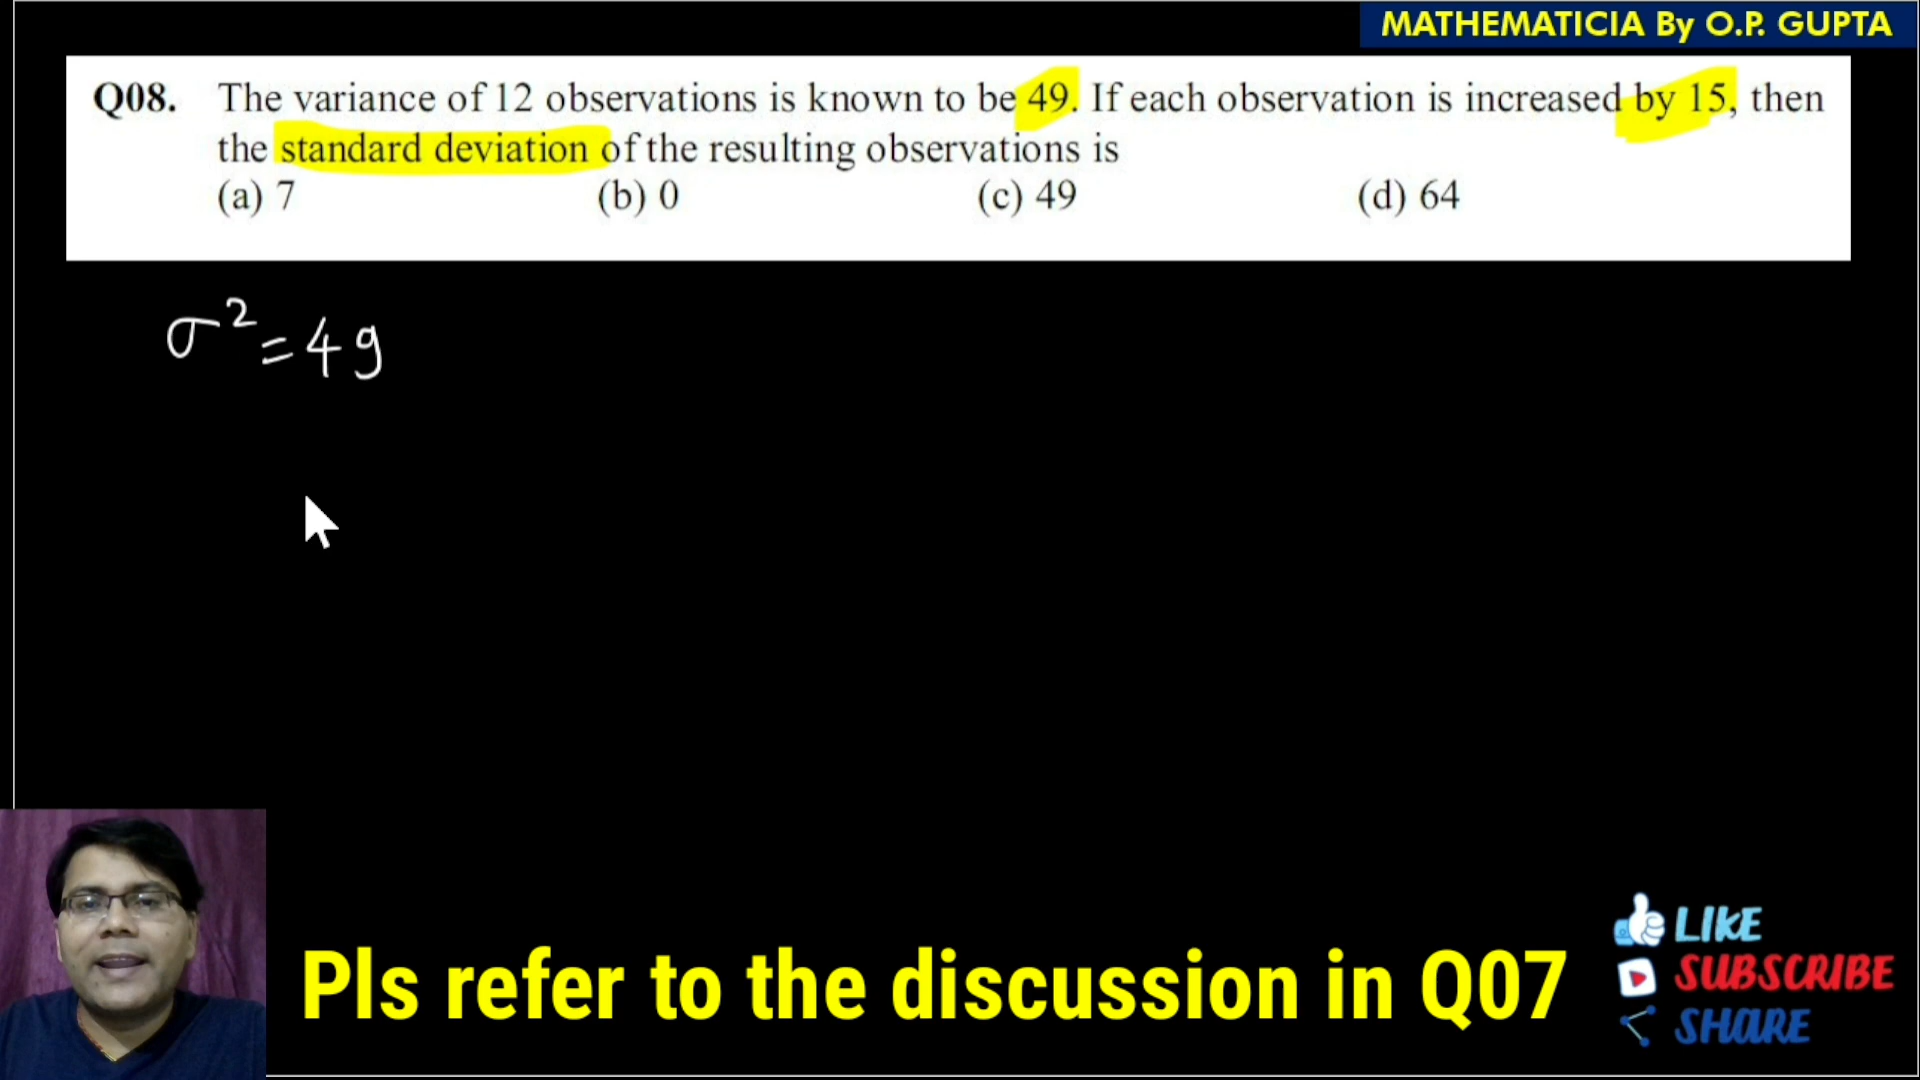 MATHEMATICIA By O.P. GUPTA
Q08. The variance of 12 observations is known to be 49. If each observation is increased by 15, then
the standard deviation of the resulting observations is
(a) 7 (b) 0 (c) 49 (d) 64
σ² = 49
Pls refer to the discussion in Q07
LIKE
SUBSCRIBE
SHARE